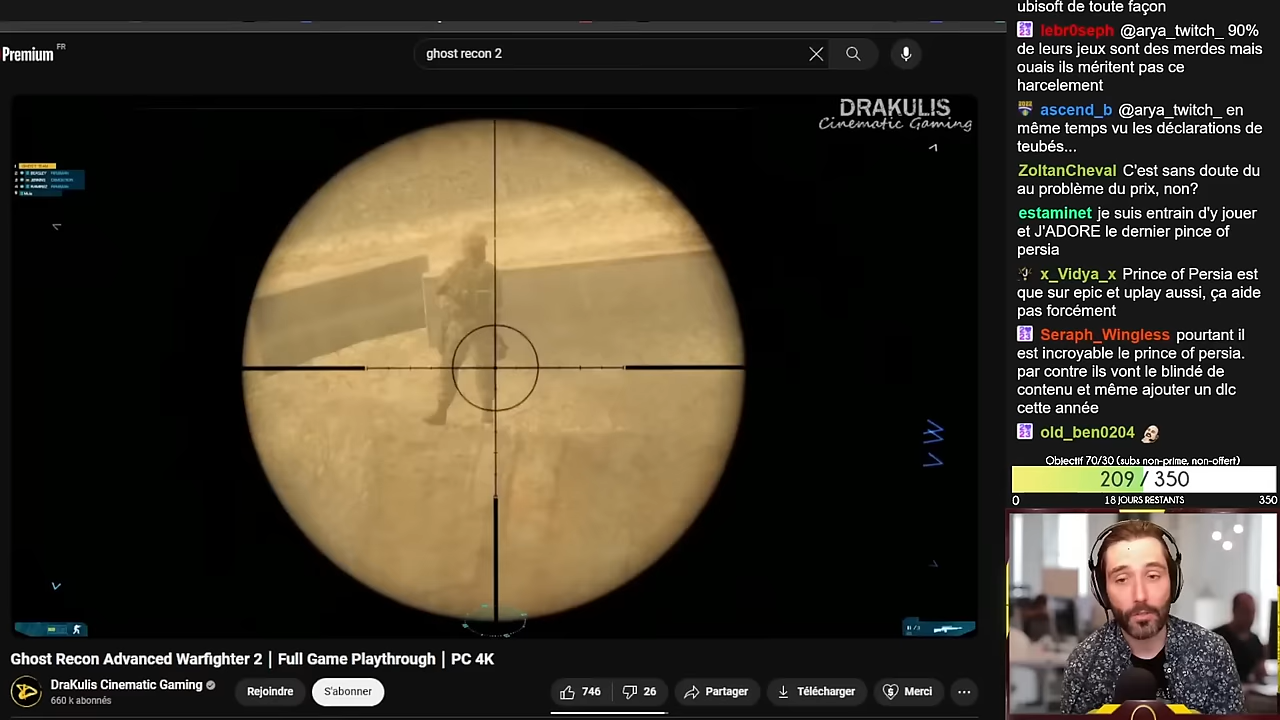 Premium FR
ghost recon 2
DRAKULIS
Cinematic Gaming
Ghost Recon Advanced Warfighter 2 | Full Game Playthrough | PC 4K
DraKulis Cinematic Gaming
660 k abonnés
Rejoindre
S'abonner
746
26
Partager
Télécharger
Merci
ubisoft de toute façon
lebr0seph @arya_twitch_ 90%
de leurs jeux sont des merdes mais
ouais ils méritent pas ce
harcelement
ascend_b @arya_twitch_ en
même temps vu les déclarations de
teubés...
ZoltanCheval C'est sans doute du
au problème du prix, non?
estaminet je suis entrain d'y jouer
et J'ADORE le dernier pince of
persia
x_Vidya_x Prince of Persia est
que sur epic et uplay aussi, ça aide
pas forcément
Seraph_Wingless pourtant il
est incroyable le prince of persia.
par contre ils vont le blindé de
contenu et même ajouter un dlc
cette année
old_ben0204
Objectif 70/30 (subs non-prime, non-offert)
209 / 350
0 18 JOURS RESTANTS 350